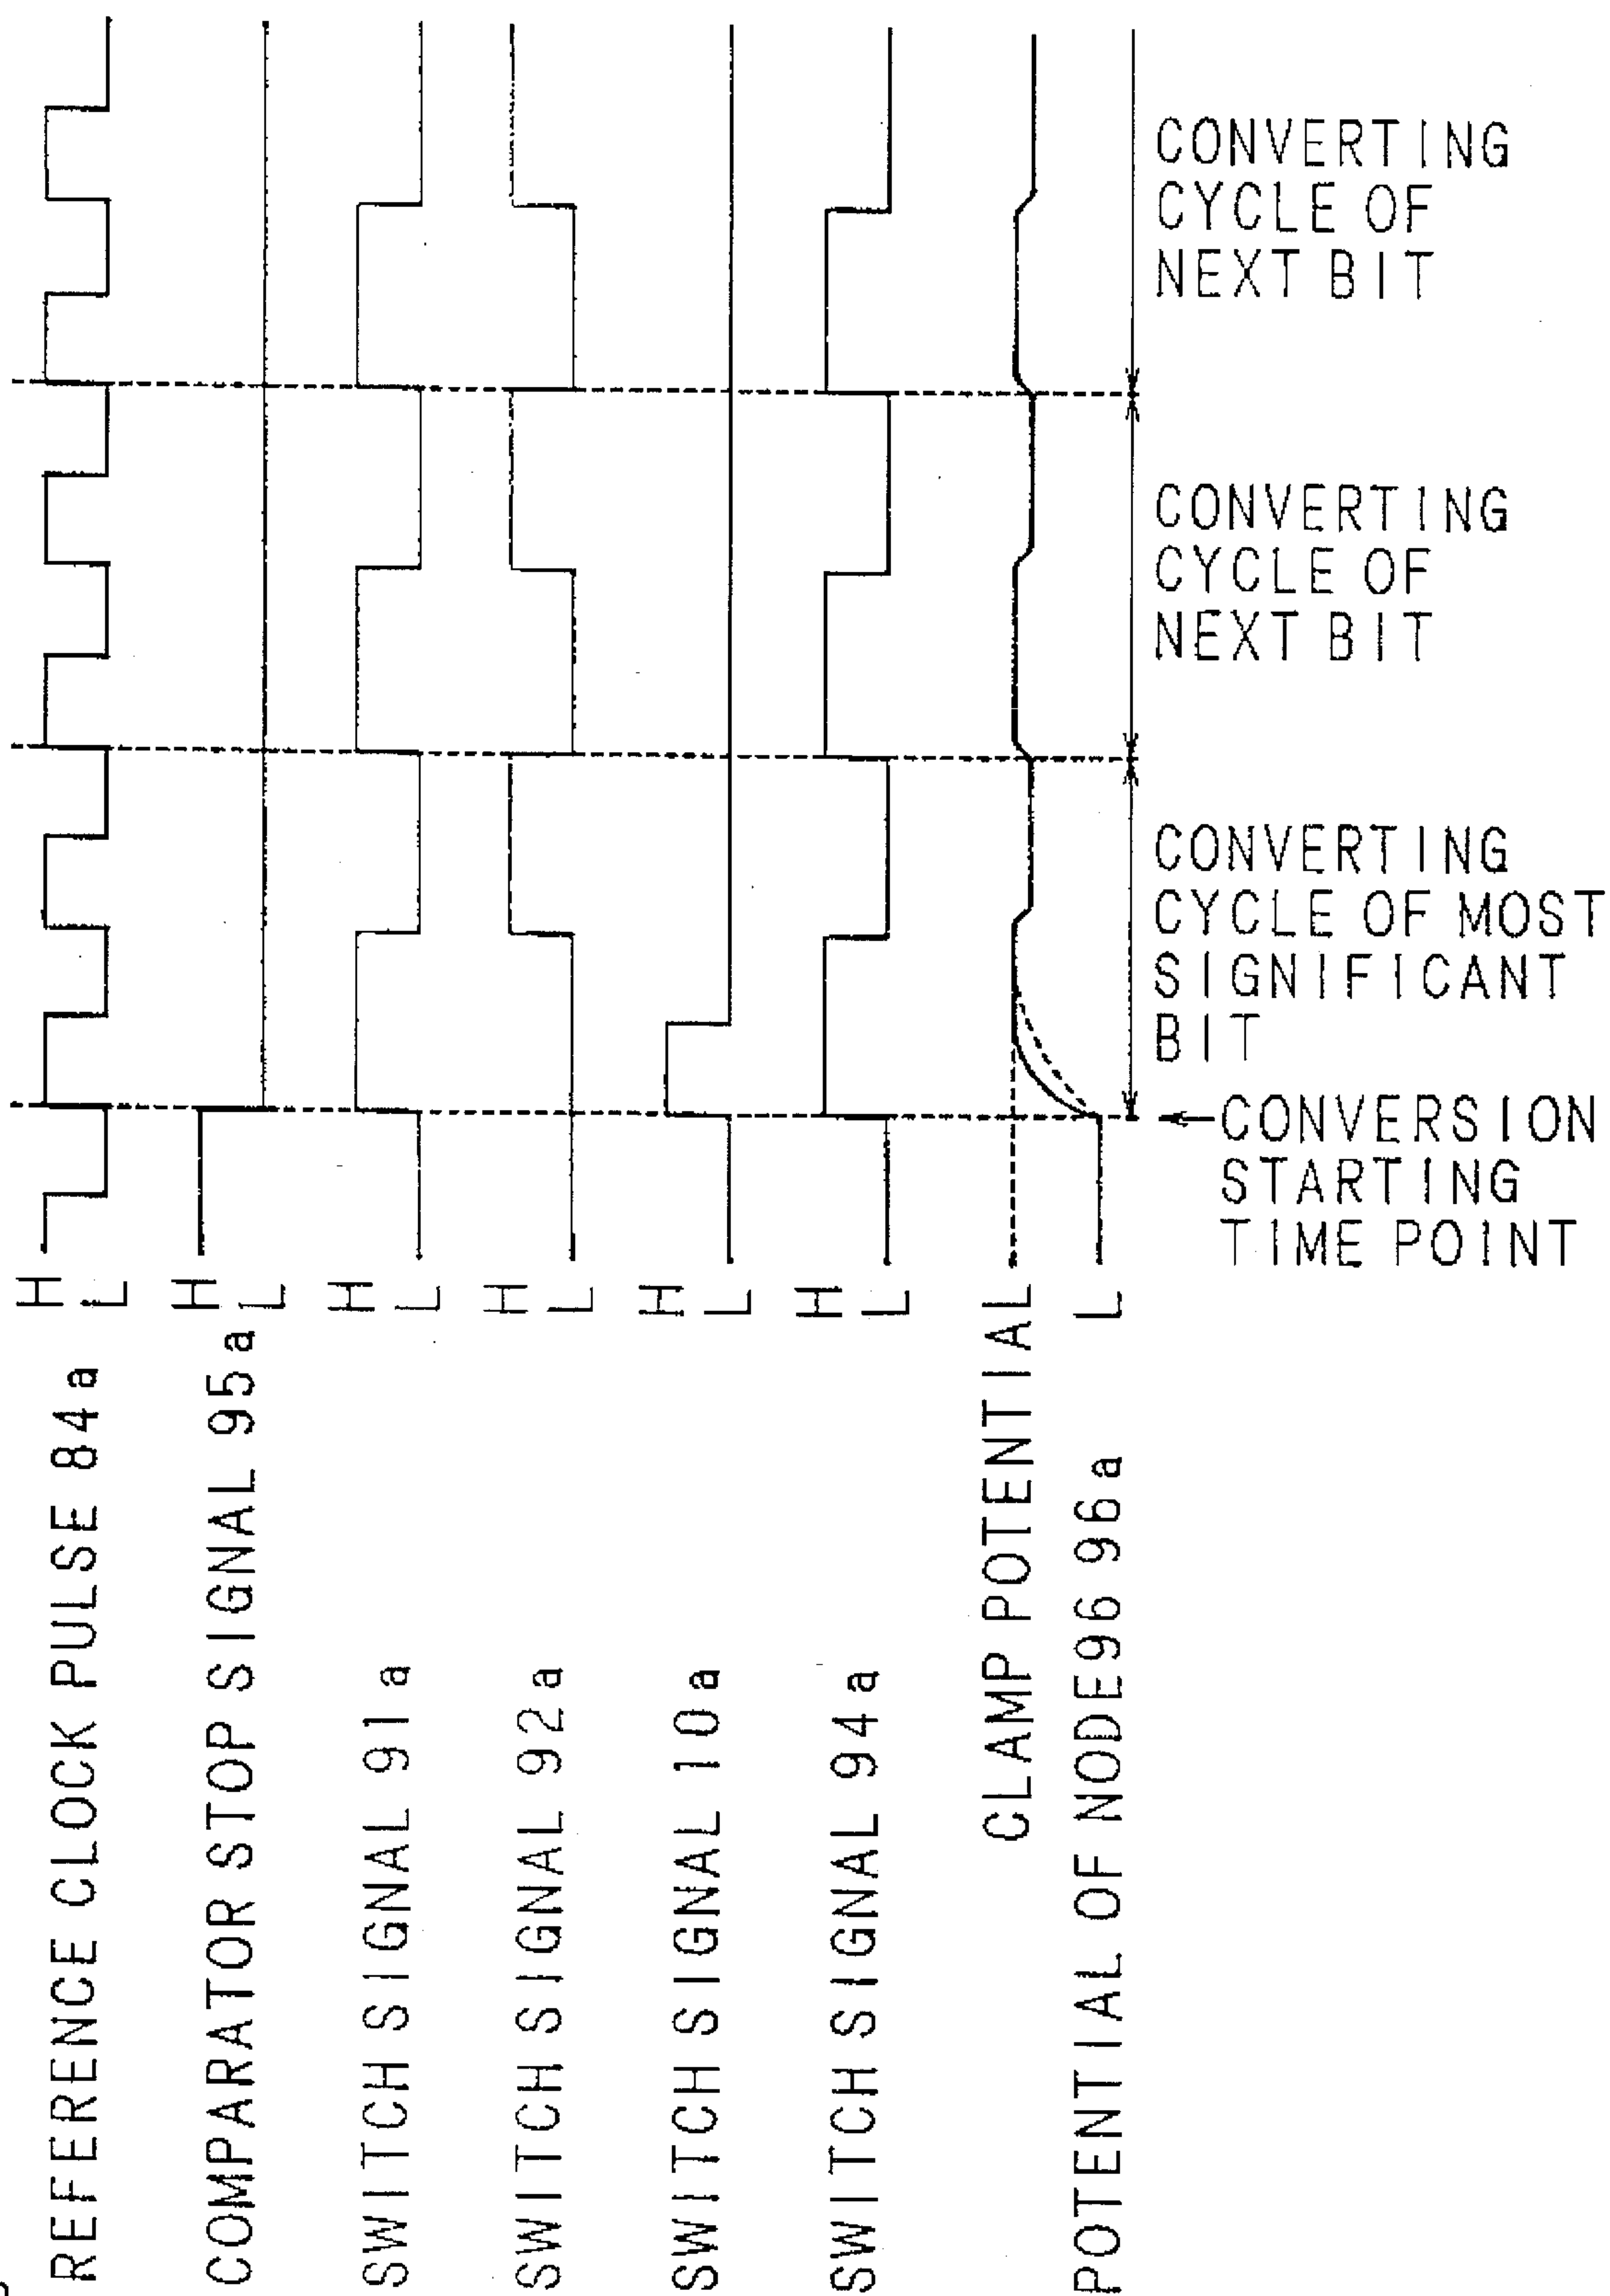 REFERENCE CLOCK PULSE 84a
H
L
COMPARATOR STOP SIGNAL 95a
H
L
SWITCH SIGNAL 91a
H
L
SWITCH SIGNAL 92a
H
L
SWITCH SIGNAL 10a
H
L
SWITCH SIGNAL 94a
H
L
CLAMP POTENTIAL
POTENTIAL OF NODE96 96a
L
CONVERTING
CYCLE OF
NEXT BIT
CONVERTING
CYCLE OF
NEXT BIT
CONVERTING
CYCLE OF MOST
SIGNIFICANT
BIT
CONVERSION
STARTING
TIME POINT